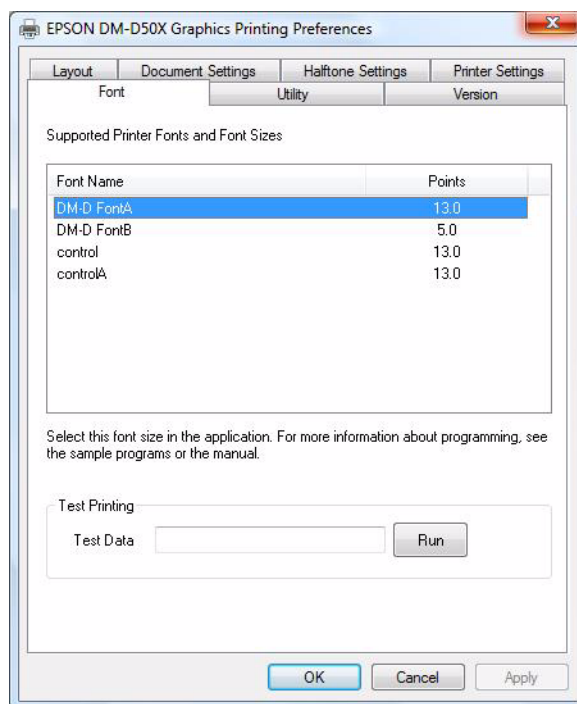 EPSON DM-D50X Graphics Printing Preferences
Layout Document Settings Halftone Settings Printer Settings
Font Utility Version
Supported Printer Fonts and Font Sizes
Font Name Points
DM-D FontA 13.0
DM-D FontB 5.0
control 13.0
controlA 13.0
Select this font size in the application. For more information about programming, see
the sample programs or the manual.
Test Printing
Test Data Run
OK Cancel Apply